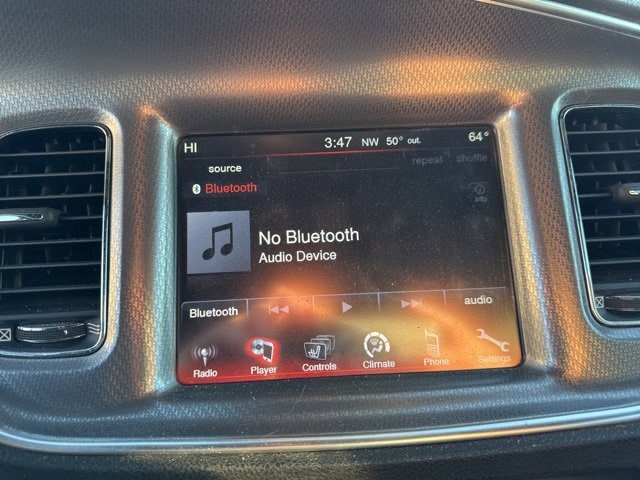 HI 3:47 NW 50° out. 64°
source repeat shuffle
Bluetooth
info
No Bluetooth
Audio Device
Bluetooth audio
Radio Player Controls Climate Phone Settings